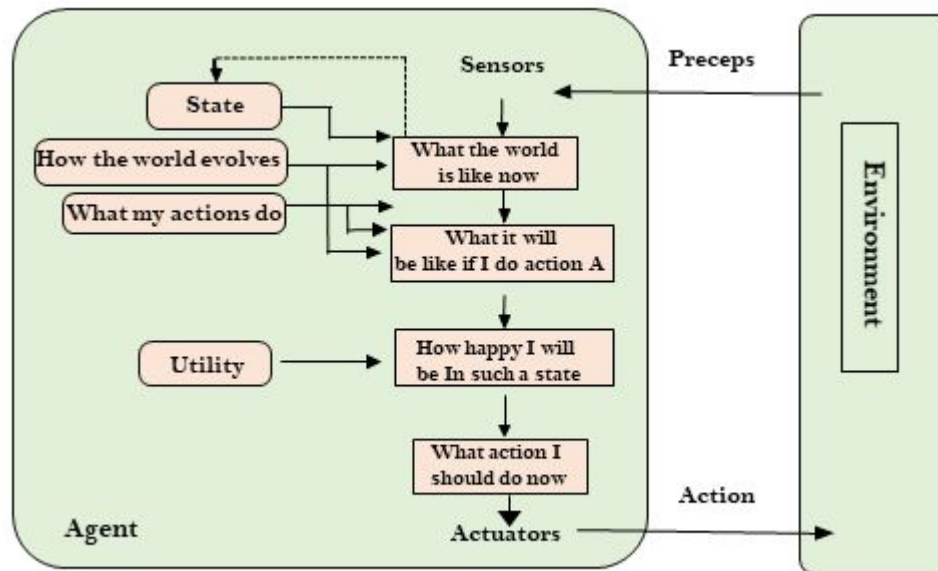 Sensors
Preceps
State
What the world
is like now
How the world evolves
What my actions do
What it will
be like if I do action A
Environment
How happy I will
be In such a state
Utility
What action I
should do now
Action
Agent
Actuators